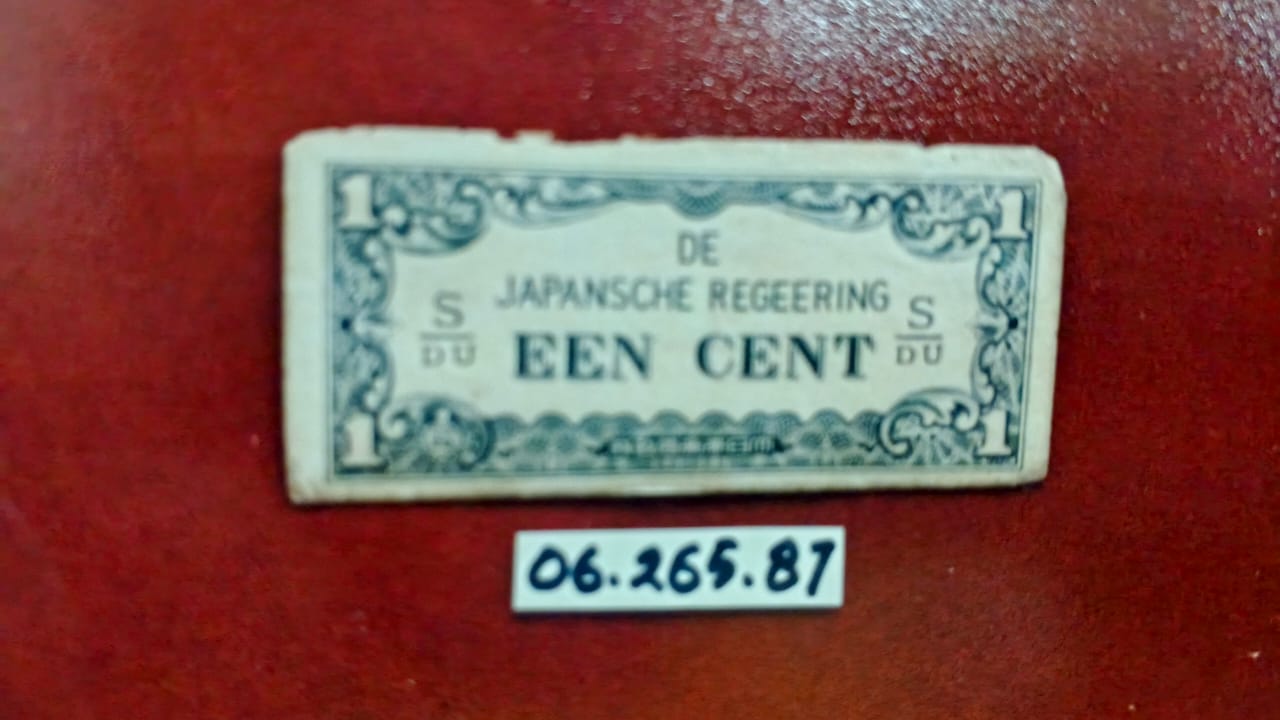 1 1
DE
JAPANSCHE REGEERING
S/DU EEN CENT S/DU
1 1
06.265.87